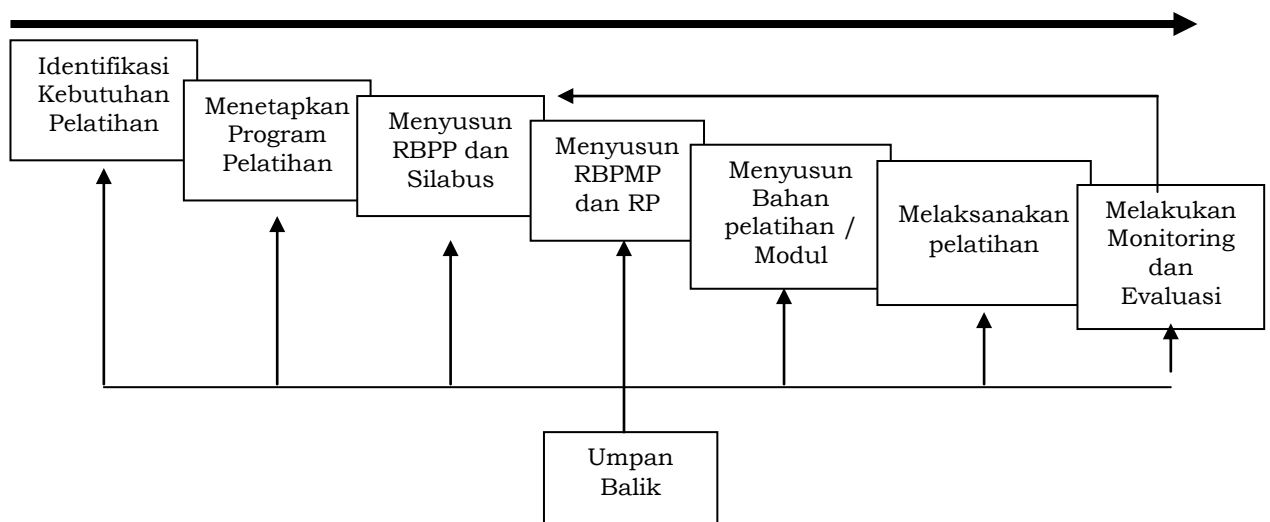 Identifikasi
Kebutuhan
Pelatihan
Menetapkan
Program
Pelatihan
Menyusun
RBPP dan
Silabus
Menyusun
RBPMP
dan RP
Menyusun
Bahan
pelatihan /
Modul
Melaksanakan
pelatihan
Melakukan
Monitoring
dan
Evaluasi
Umpan
Balik